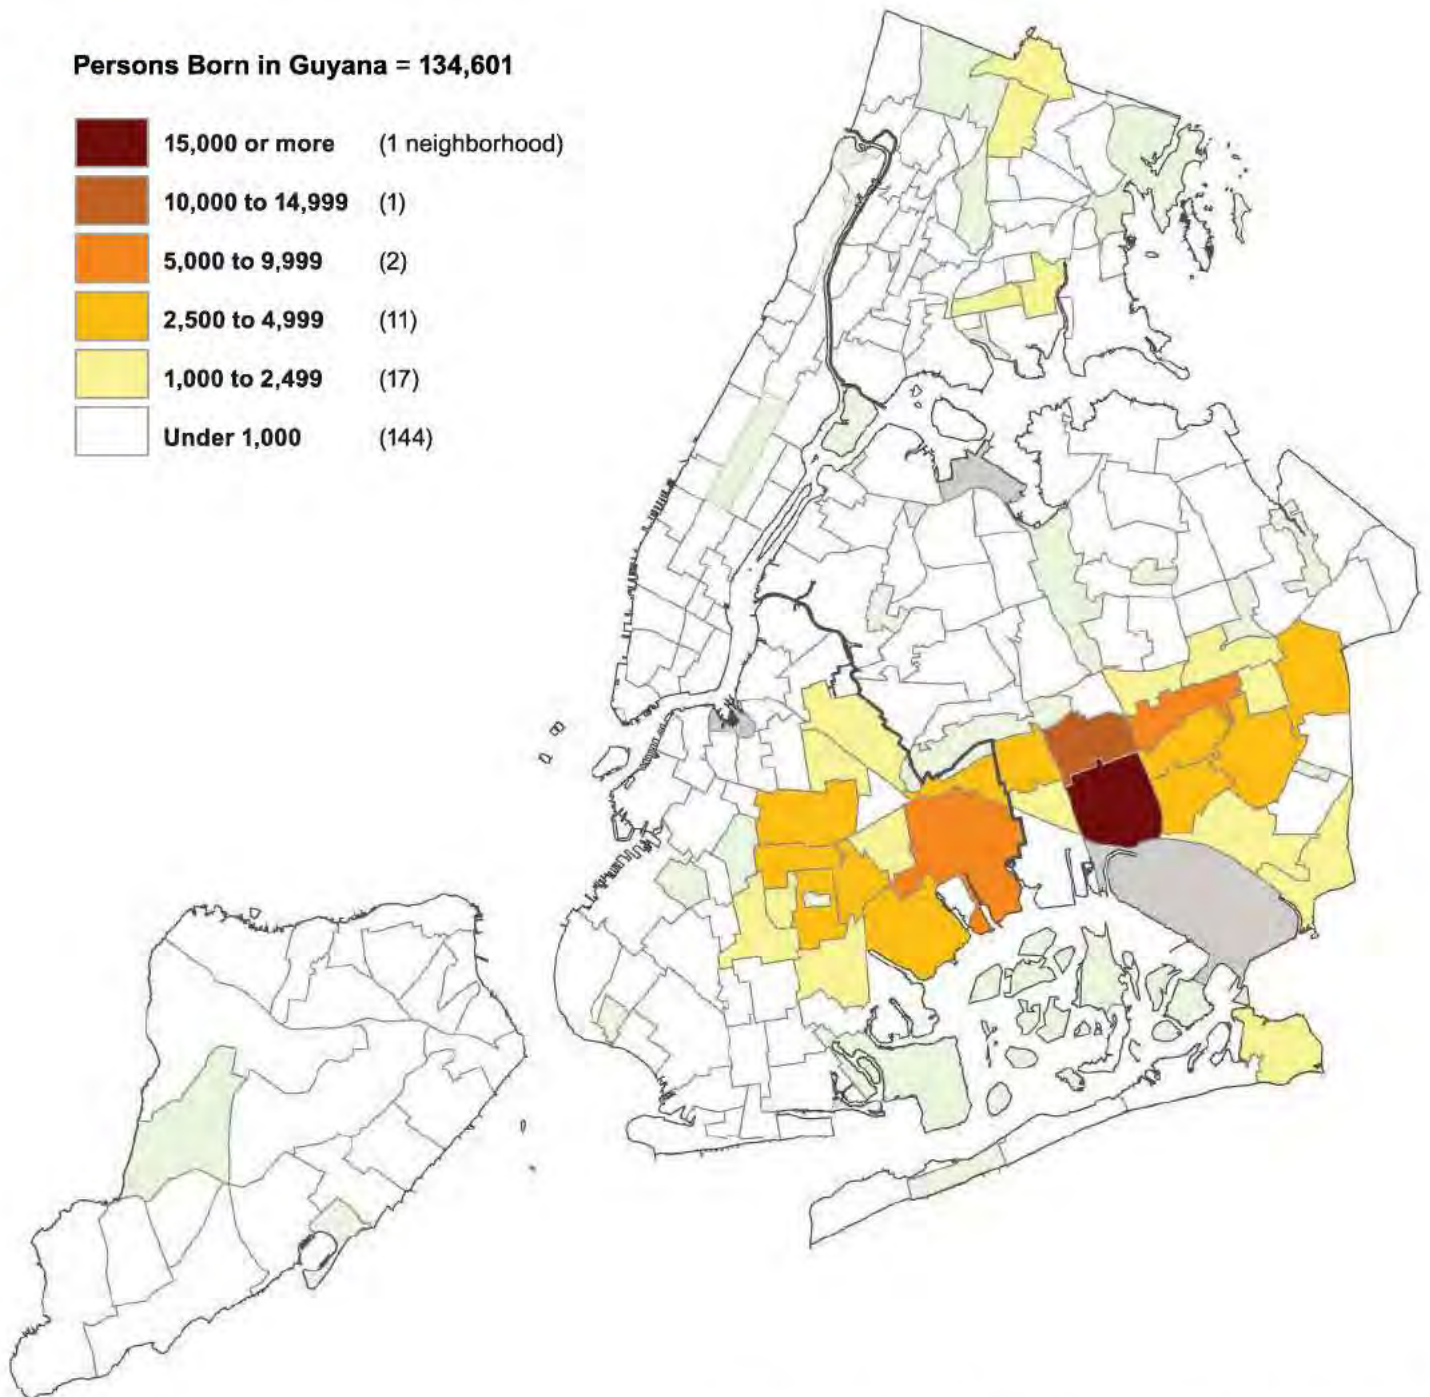 Persons Born in Guyana = 134,601
15,000 or more (1 neighborhood)
10,000 to 14,999 (1)
5,000 to 9,999 (2)
2,500 to 4,999 (11)
1,000 to 2,499 (17)
Under 1,000 (144)